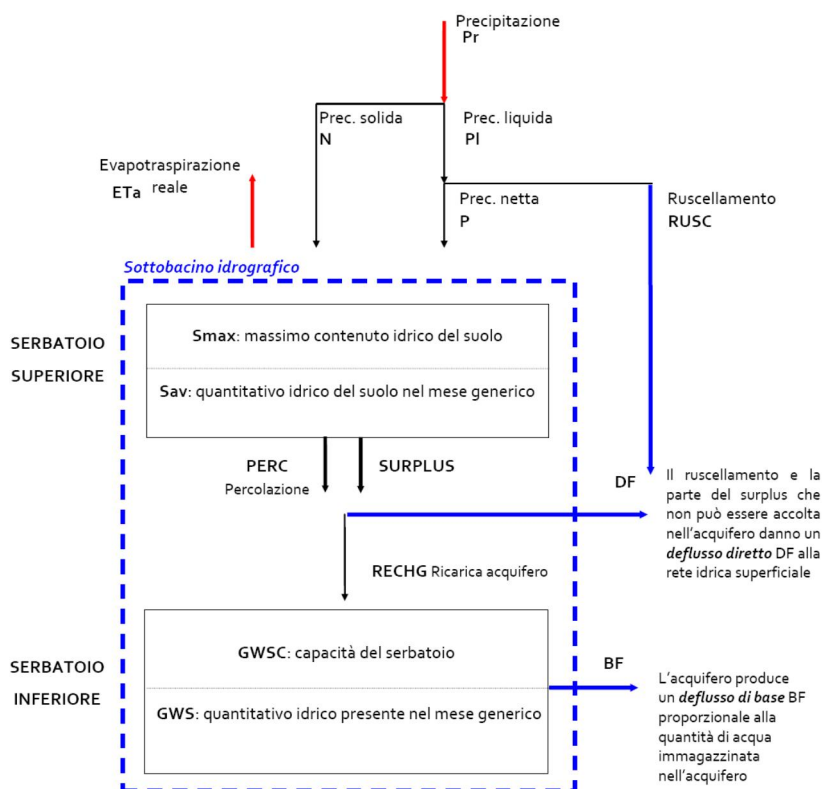 Precipitazione
Pr
Prec. solida
N
Prec. liquida
Pl
Evapotraspirazione
ETa reale
Prec. netta
P
Ruscellamento
RUSC
Sottobacino idrografico
SERBATOIO
SUPERIORE
Smax: massimo contenuto idrico del suolo
Sav: quantitativo idrico del suolo nel mese generico
PERC
Percolazione
SURPLUS
DF
Il ruscellamento e la
parte del surplus che
non può essere accolta
nell'acquifero danno un
deflusso diretto DF alla
rete idrica superficiale
RECHG Ricarica acquifero
SERBATOIO
INFERIORE
GWSC: capacità del serbatoio
GWS: quantitativo idrico presente nel mese generico
BF
L'acquifero produce
un deflusso di base BF
proporzionale alla
quantità di acqua
immagazzinata
nell'acquifero